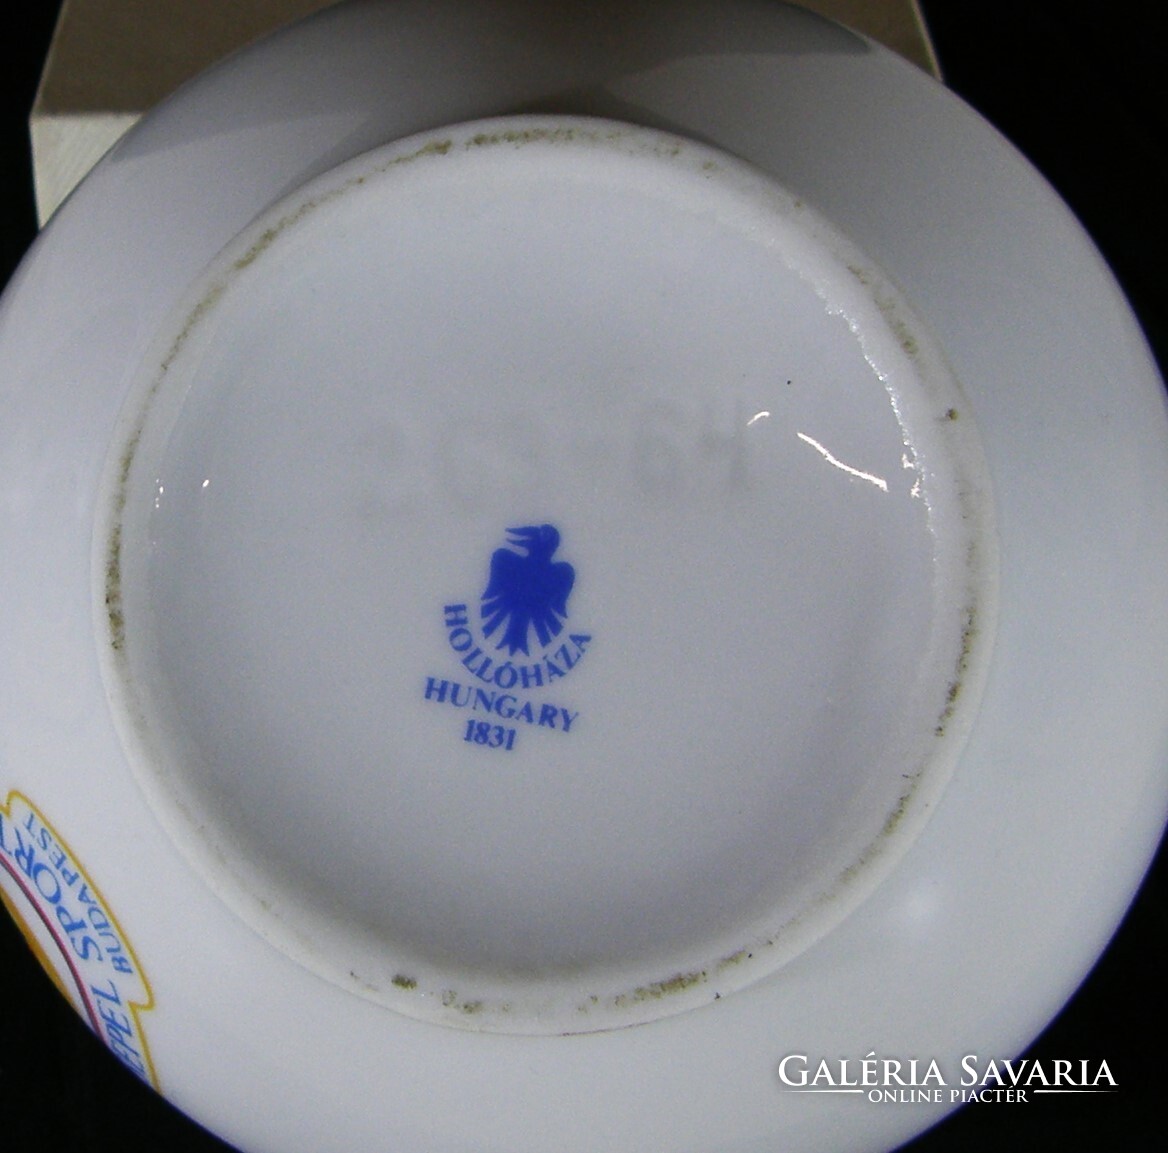 HOLLÓHÁZA
HUNGARY
1831
SPORT
BUDAPEST
GALÉRIA SAVARIA
ONLINE PIACTÉR